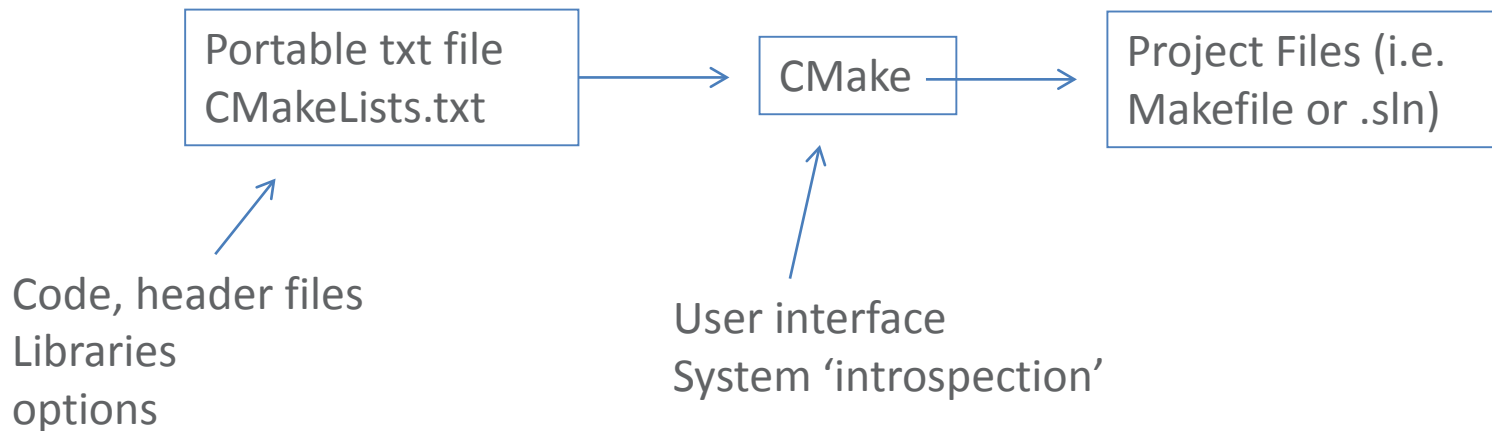 Portable txt file
CMakeLists.txt
CMake
Project Files (i.e.
Makefile or .sln)
Code, header files
Libraries
options
User interface
System ‘introspection’